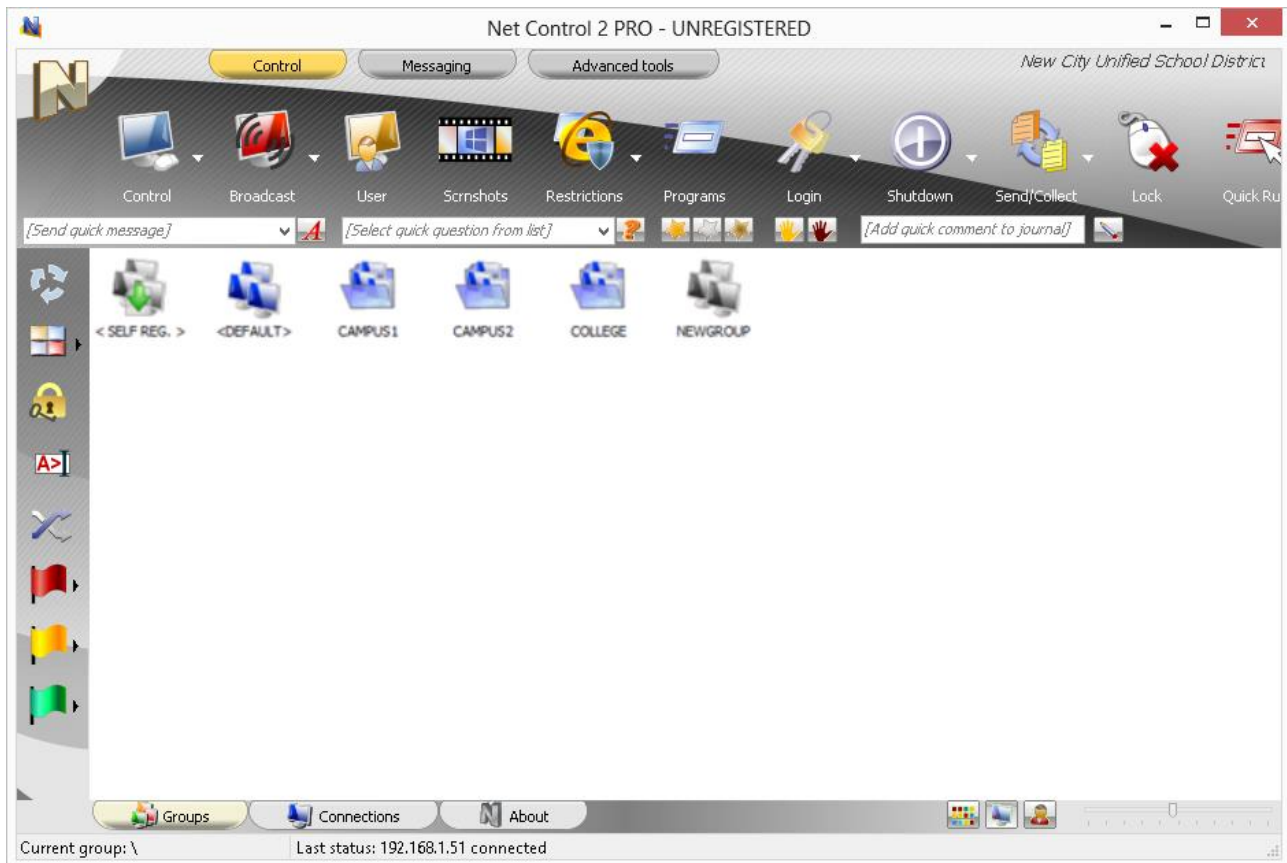 Net Control 2 PRO - UNREGISTERED
Control Messaging Advanced tools New City Unified School District
Control Broadcast User Scrnshots Restrictions Programs Login Shutdown Send/Collect Lock Quick Ru
[Send quick message] [Select quick question from list] [Add quick comment to journal]
< SELF REG. > <DEFAULT> CAMPUS1 CAMPUS2 COLLEGE NEWGROUP
A>
Groups Connections About
Current group: \ Last status: 192.168.1.51 connected